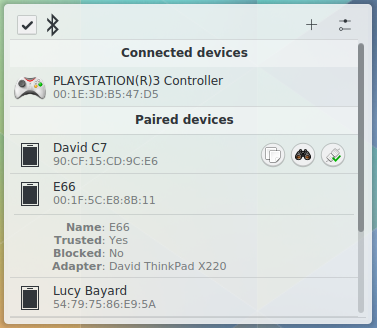 Connected devices
PLAYSTATION(R)3 Controller
00:1E:3D:B5:47:D5
Paired devices
David C7
90:CF:15:CD:9C:E6
E66
00:1F:5C:E8:8B:11
Name: E66
Trusted: Yes
Blocked: No
Adapter: David ThinkPad X220
Lucy Bayard
54:79:75:86:E9:5A